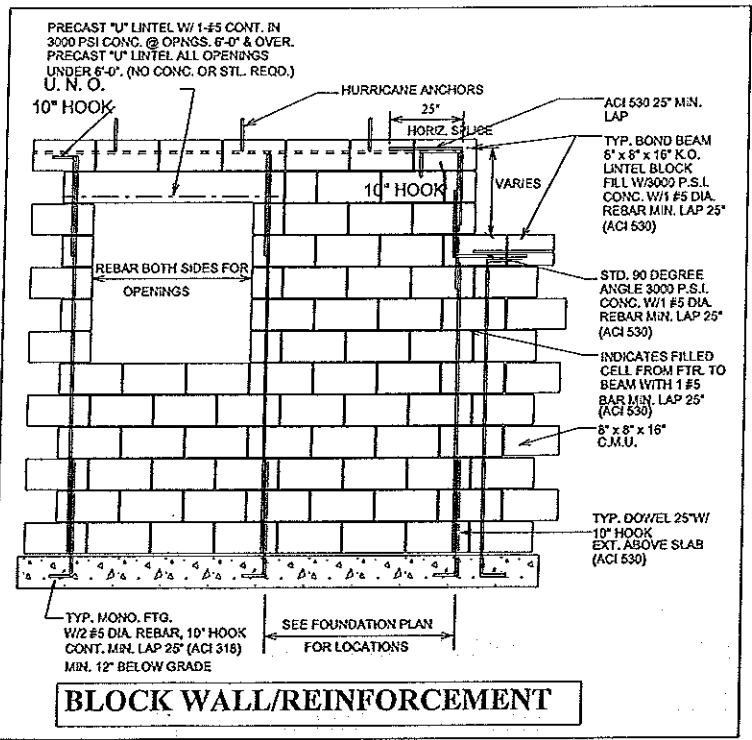 PRECAST "U" LINTEL W/ 1-#5 CONT. IN
3000 PSI CONC. @ OPNGS. 6'-0" & OVER.
PRECAST "U" LINTEL ALL OPENINGS
UNDER 6'-0". (NO CONC. OR STL. REQD.)
U. N. O.
10" HOOK
HURRICANE ANCHORS
25"
HORIZ. SPLICE
ACI 530 25" MIN.
LAP
10" HOOK
VARIES
TYP. BOND BEAM
8" x 8" x 16" K.O.
LINTEL BLOCK
FILL W/3000 P.S.I.
CONC. W/1 #5 DIA.
REBAR MIN. LAP 25"
(ACI 530)
REBAR BOTH SIDES FOR
OPENINGS
STD. 90 DEGREE
ANGLE 3000 P.S.I.
CONC. W/1 #5 DIA.
REBAR MIN. LAP 25"
(ACI 530)
INDICATES FILLED
CELL FROM FTR. TO
BEAM WITH 1 #5
BAR MIN. LAP 25"
(ACI 530)
8" x 8" x 16"
C.M.U.
TYP. DOWEL 25"W/
10" HOOK
EXT. ABOVE SLAB
(ACI 530)
TYP. MONO. FTG.
W/2 #5 DIA. REBAR, 10" HOOK
CONT. MIN. LAP 25" (ACI 318)
MIN. 12" BELOW GRADE
SEE FOUNDATION PLAN
FOR LOCATIONS
BLOCK WALL/REINFORCEMENT